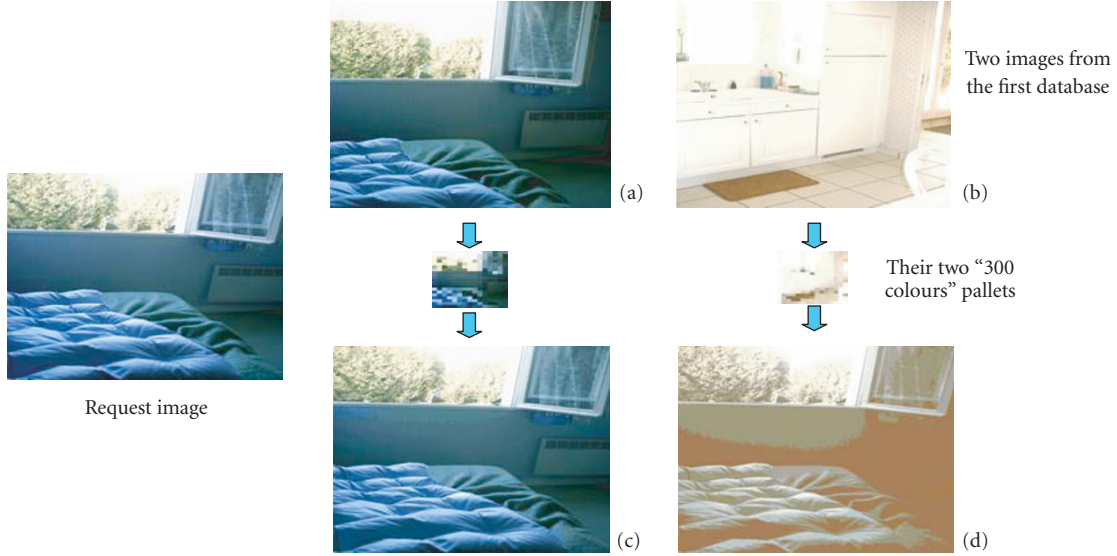 Two images from
the first database
(a)
(b)
Their two “300
colours” pallets
Request image
(c)
(d)